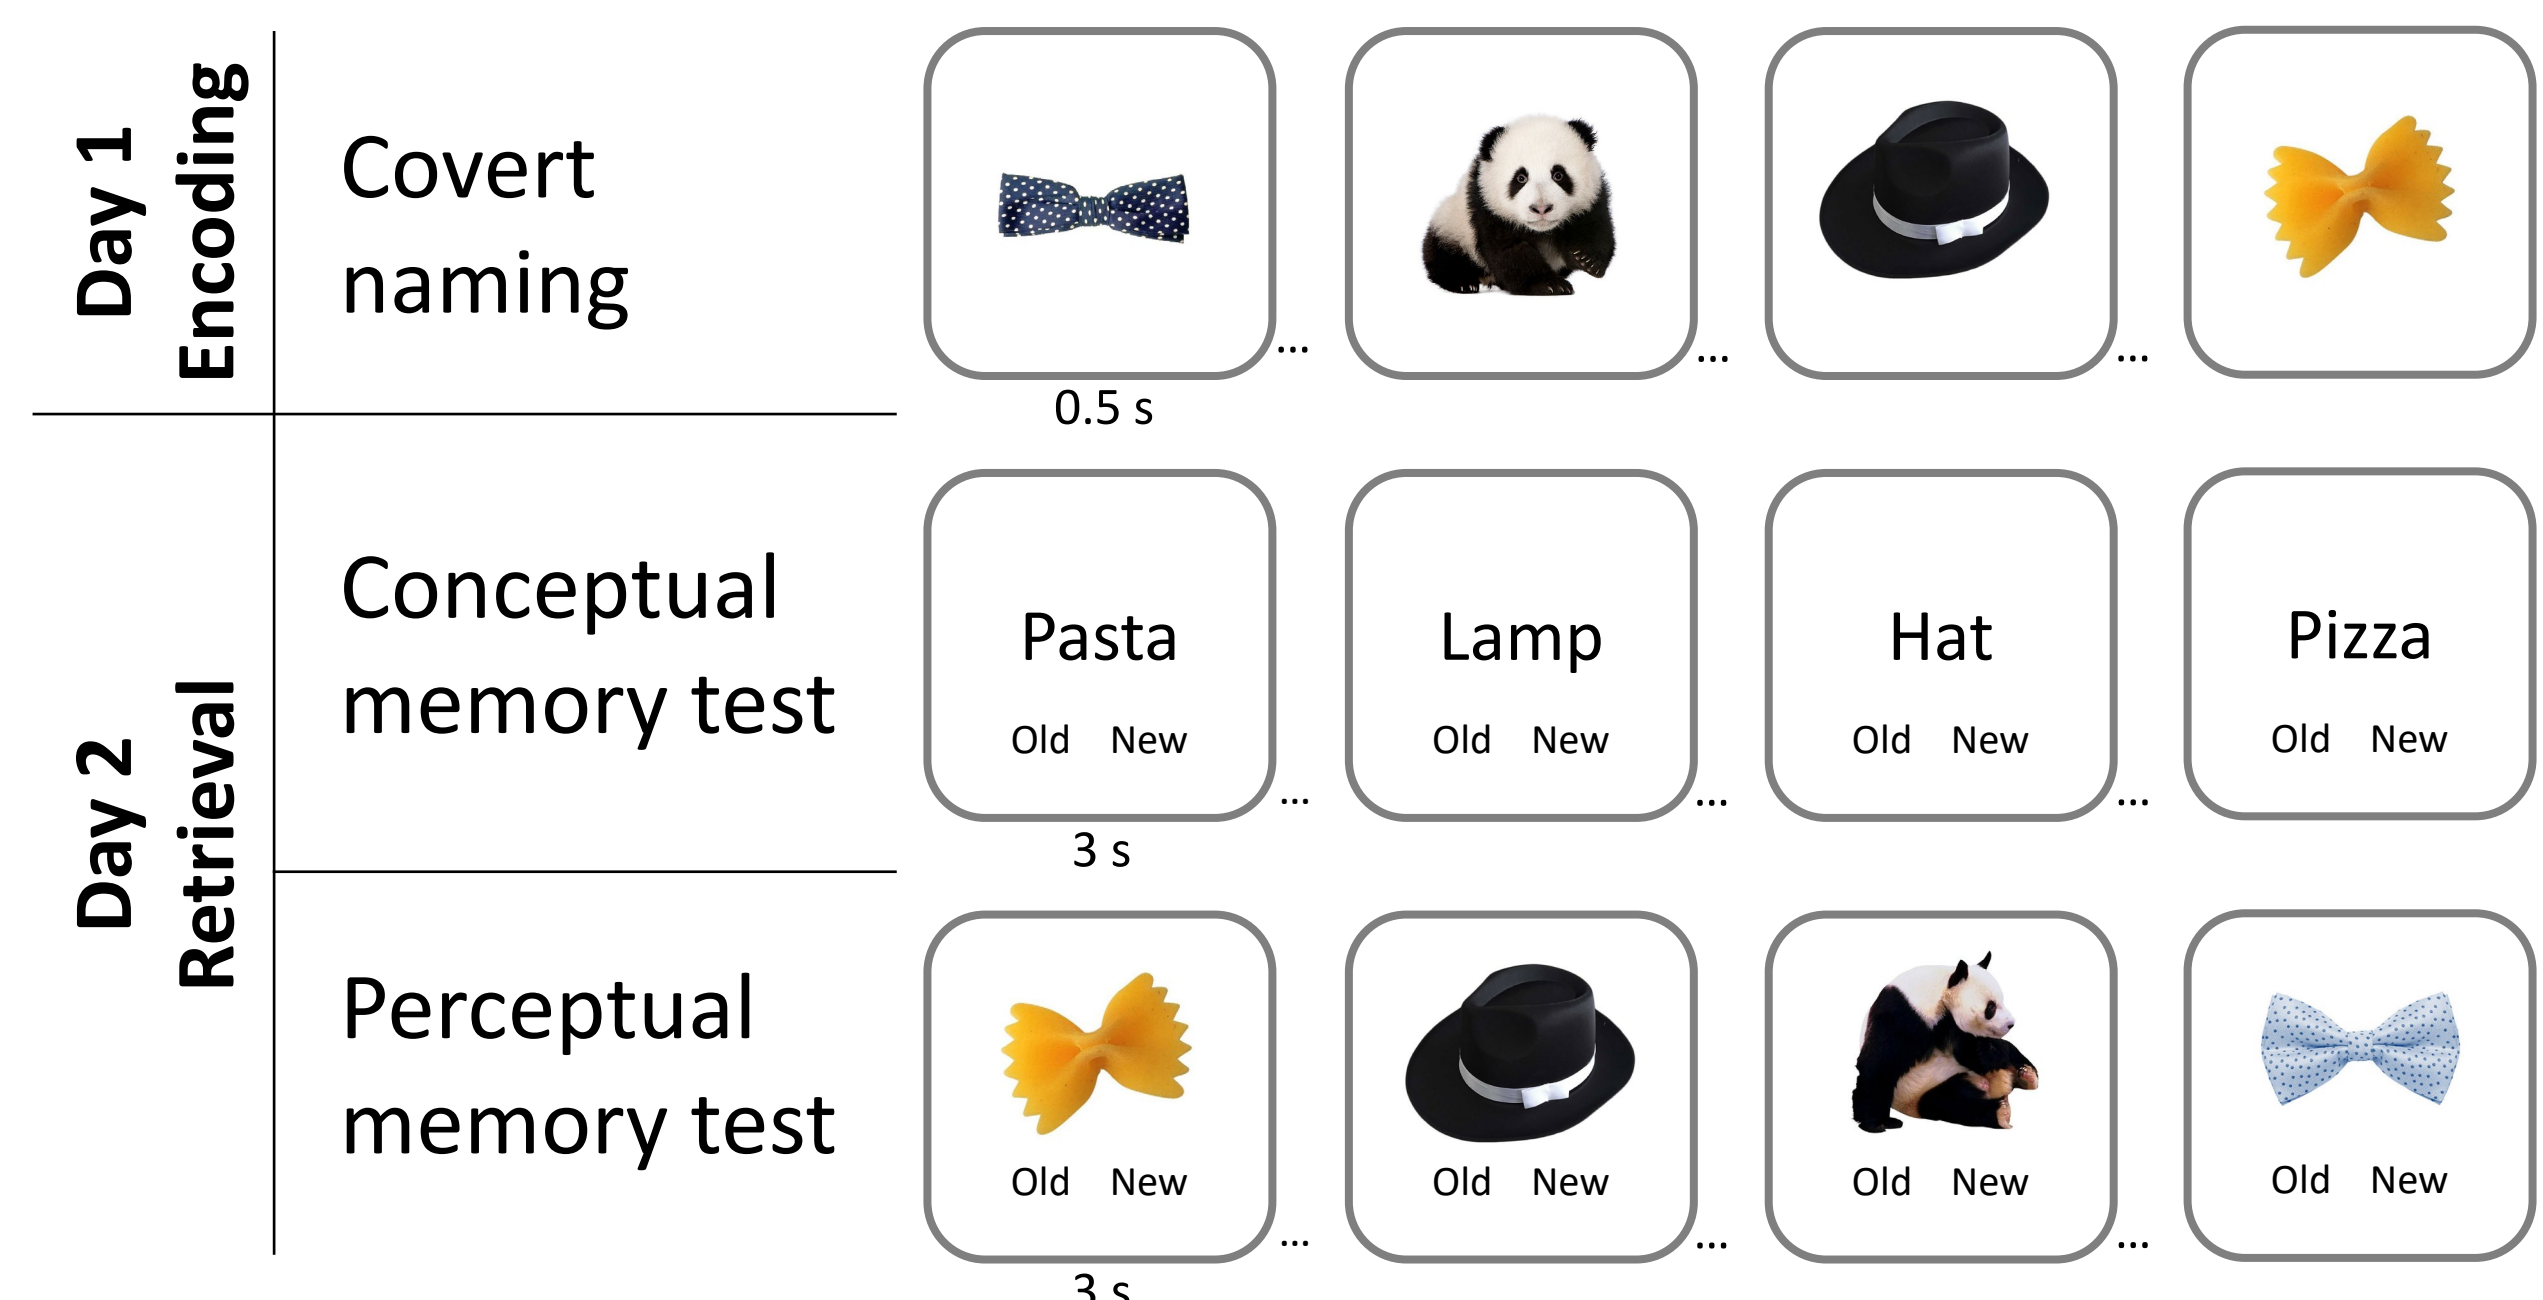 Day 1
Encoding
Covert
naming
...
...
...
0.5 s
Day 2
Retrieval
Conceptual
memory test
Pasta
Old New
...
Lamp
Old New
...
Hat
Old New
...
Pizza
Old New
3 s
Perceptual
memory test
Old New
...
Old New
...
Old New
...
Old New
3 s